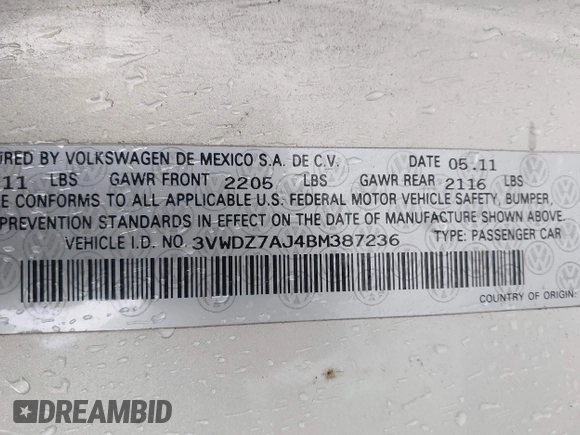 URED BY VOLKSWAGEN DE MEXICO S.A. DE C.V. DATE 05.11
11 LBS GAWR FRONT 2205 LBS GAWR REAR 2116 LBS
E CONFORMS TO ALL APPLICABLE U.S. FEDERAL MOTOR VEHICLE SAFETY, BUMPER,
PREVENTION STANDARDS IN EFFECT ON THE DATE OF MANUFACTURE SHOWN ABOVE.
VEHICLE I.D. NO. 3VWDZ7AJ4BM387236 TYPE: PASSENGER CAR
COUNTRY OF ORIGIN:
DREAMBID